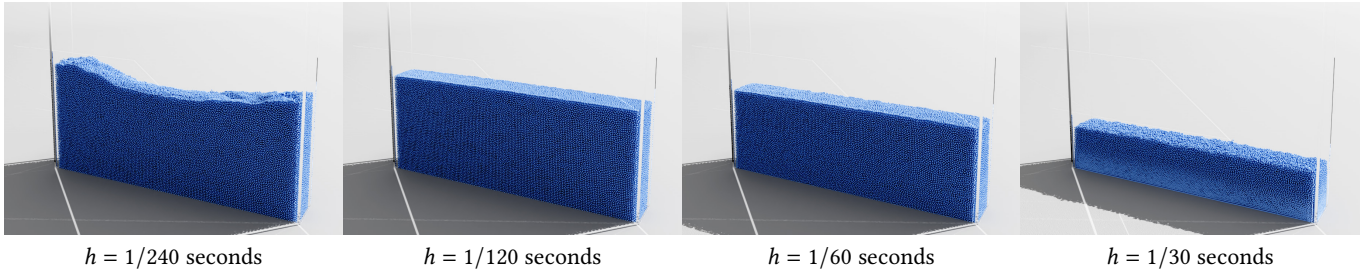 h = 1/240 seconds
h = 1/120 seconds
h = 1/60 seconds
h = 1/30 seconds